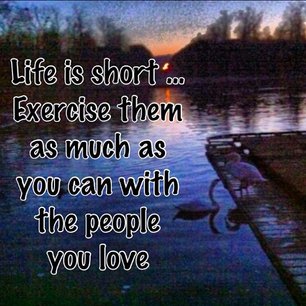 Life is short ...
Exercise them
as much as
you can with
the people
you love